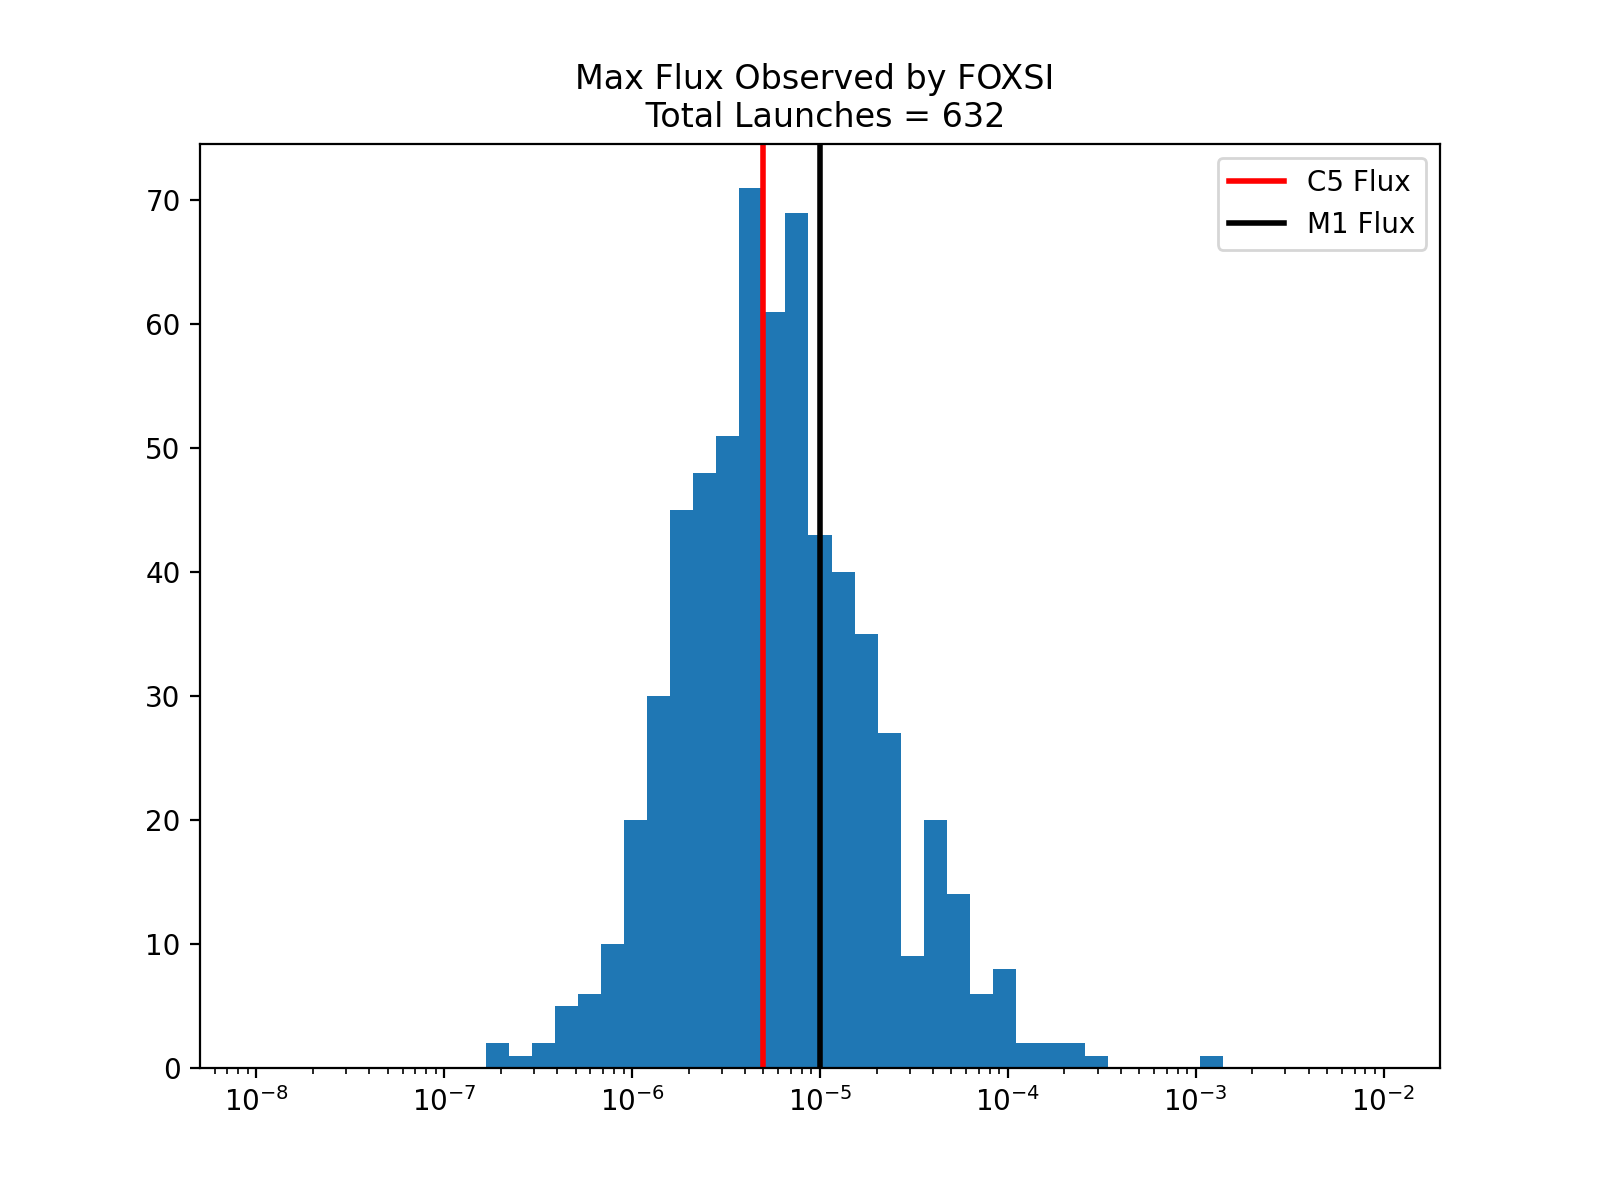 Max Flux Observed by FOXSI
Total Launches = 632
C5 Flux
M1 Flux
70
60
50
40
30
20
10
0
10⁻⁸ 10⁻⁷ 10⁻⁶ 10⁻⁵ 10⁻⁴ 10⁻³ 10⁻²